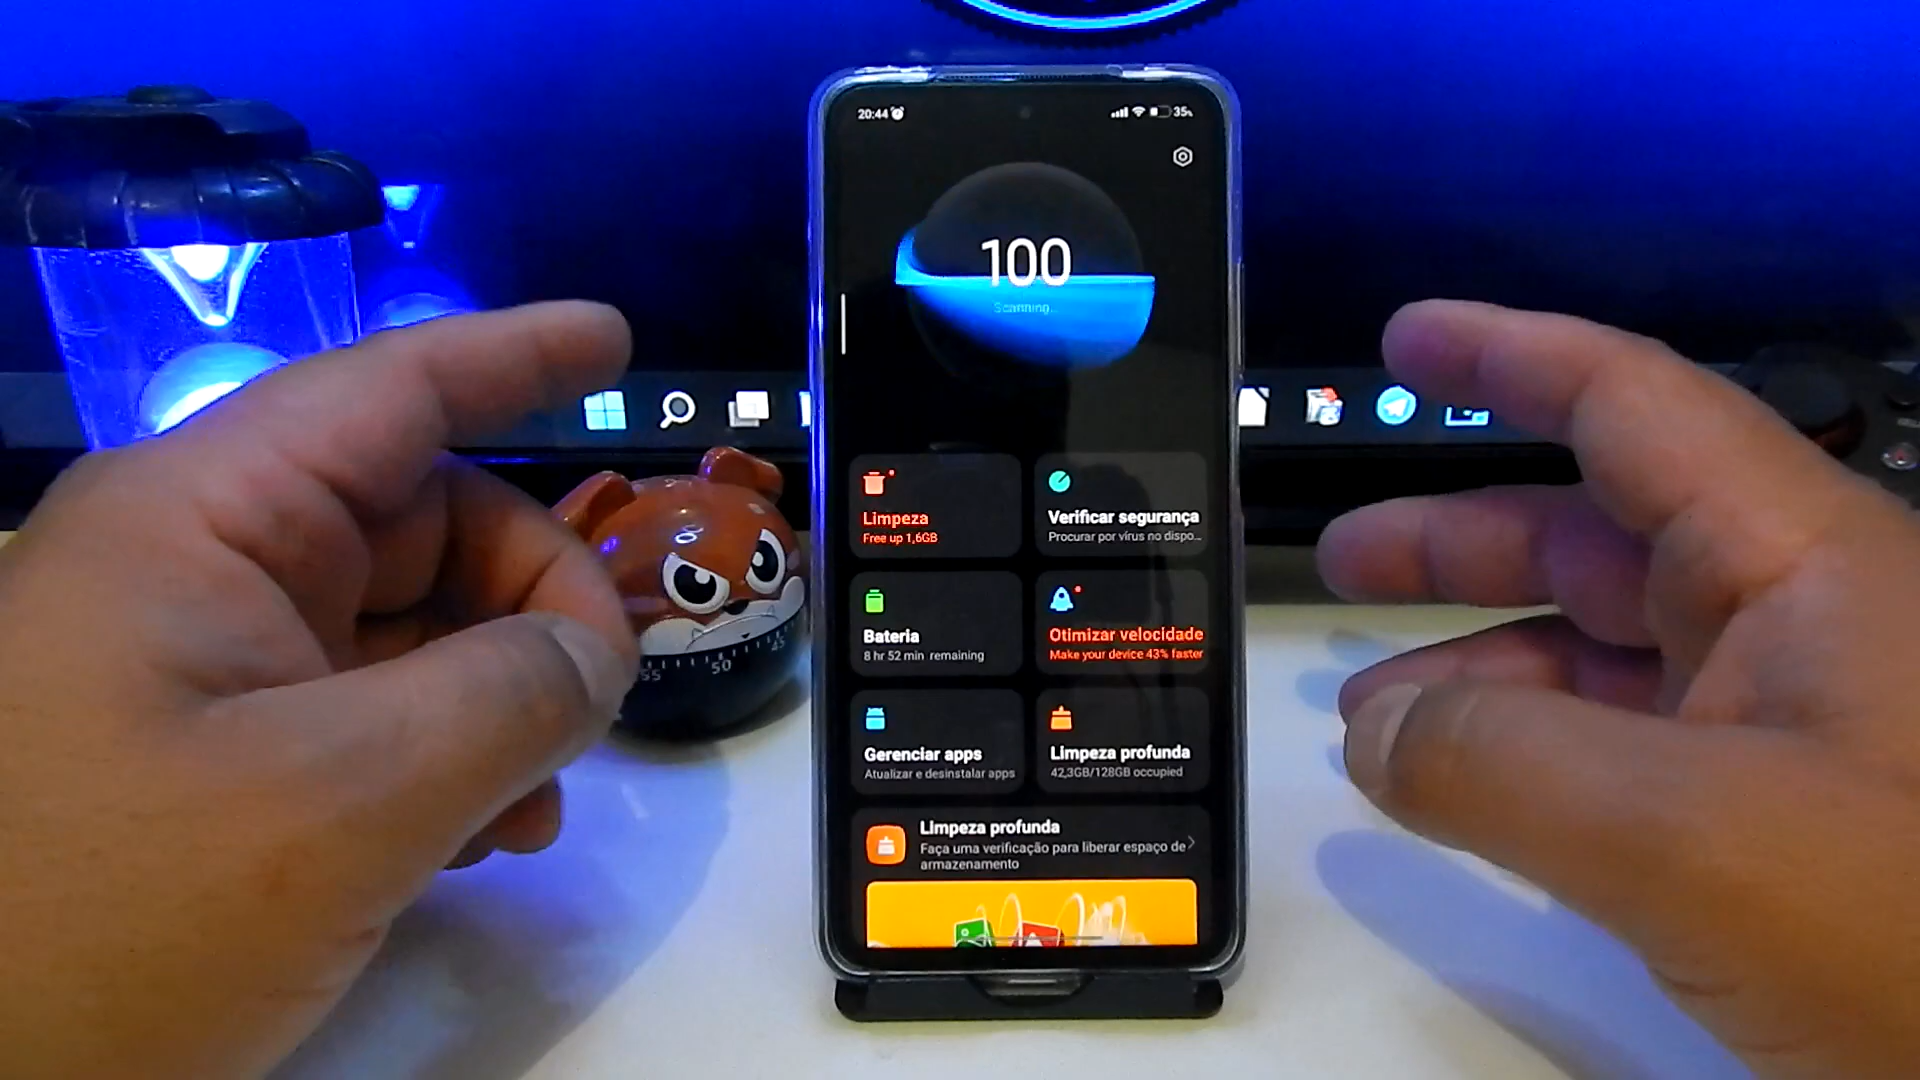 20:44
35%
100
Scanning...
Limpeza
Free up 1,6GB
Verificar segurança
Procurar por vírus no dispo...
Bateria
8 hr 52 min remaining
Otimizar velocidade
Make your device 43% faster
Gerenciar apps
Atualizar e desinstalar apps
Limpeza profunda
42,3GB/128GB occupied
Limpeza profunda
Faça uma verificação para liberar espaço de
armazenamento
55 50 45